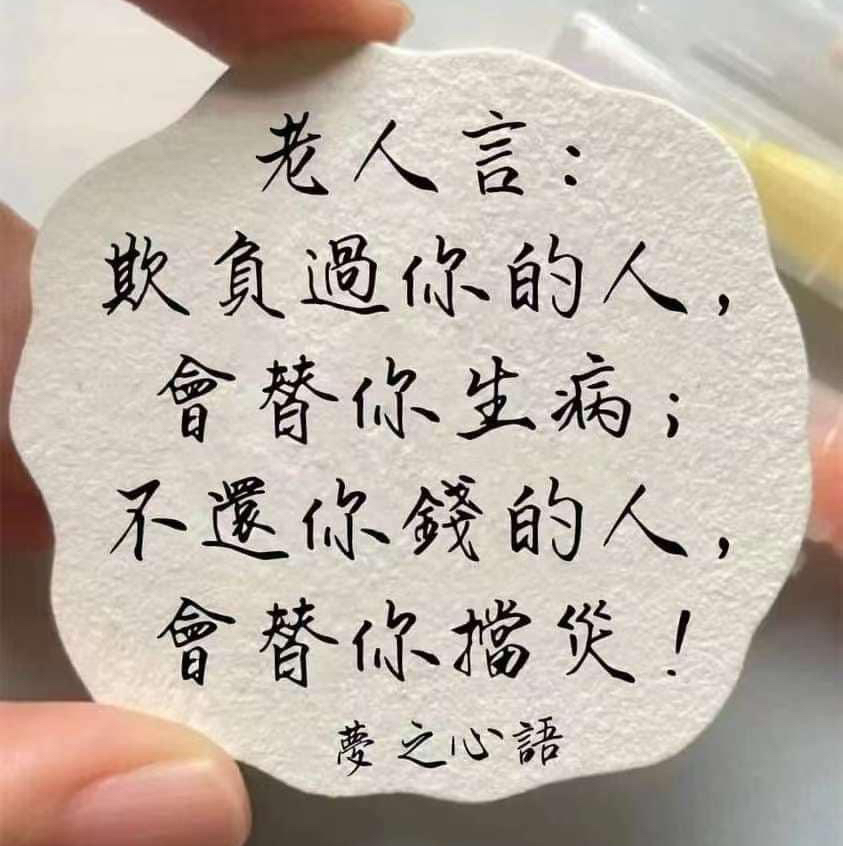 老人言：
欺負過你的人，
會替你生病；
不還你錢的人，
會替你擋災！
夢之心語